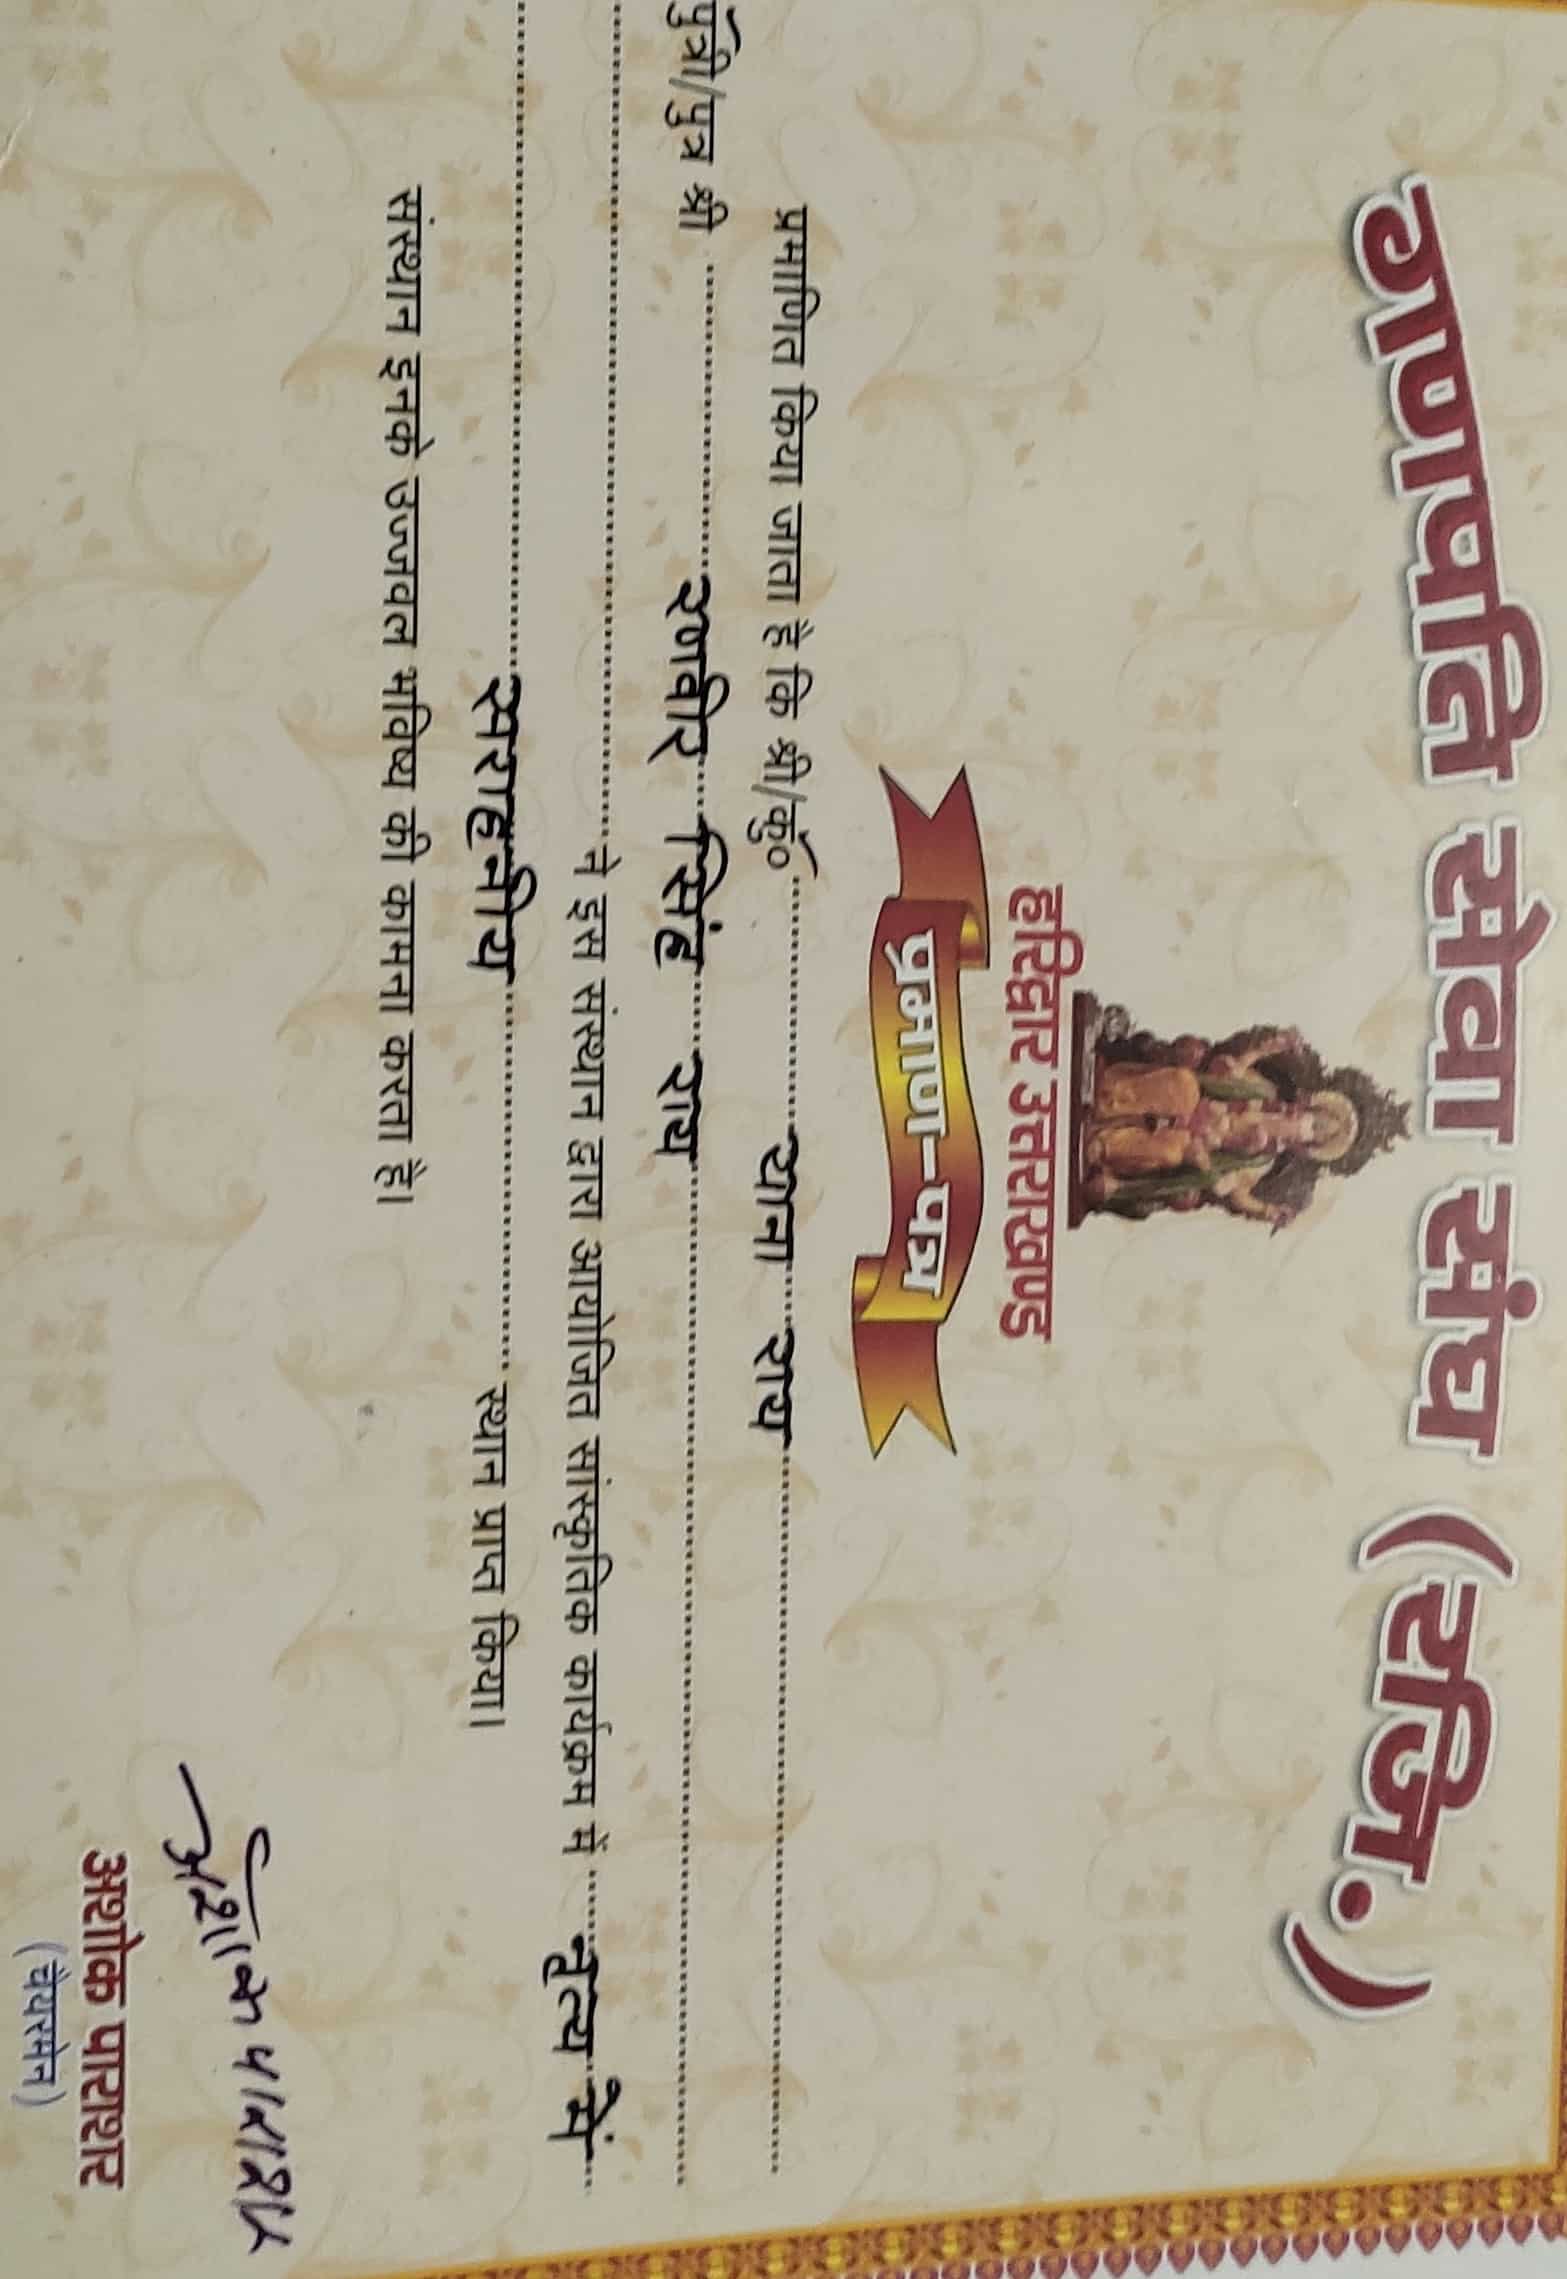 गणपति सेवा संघ (रजि.)
हरिद्वार उत्तराखण्ड
प्रमाण-पत्र
प्रमाणित किया जाता है कि श्री/कु० याना राय
पुत्री/पुत्र श्री रणवीर सिंह राय
ने इस संस्थान द्वारा आयोजित सांस्कृतिक कार्यक्रम में नृत्य में
सराहनीय स्थान प्राप्त किया।
संस्थान इनके उज्जवल भविष्य की कामना करता है।
अशोक पाराशर
अशोक पाराशर
(चेयरमेन)